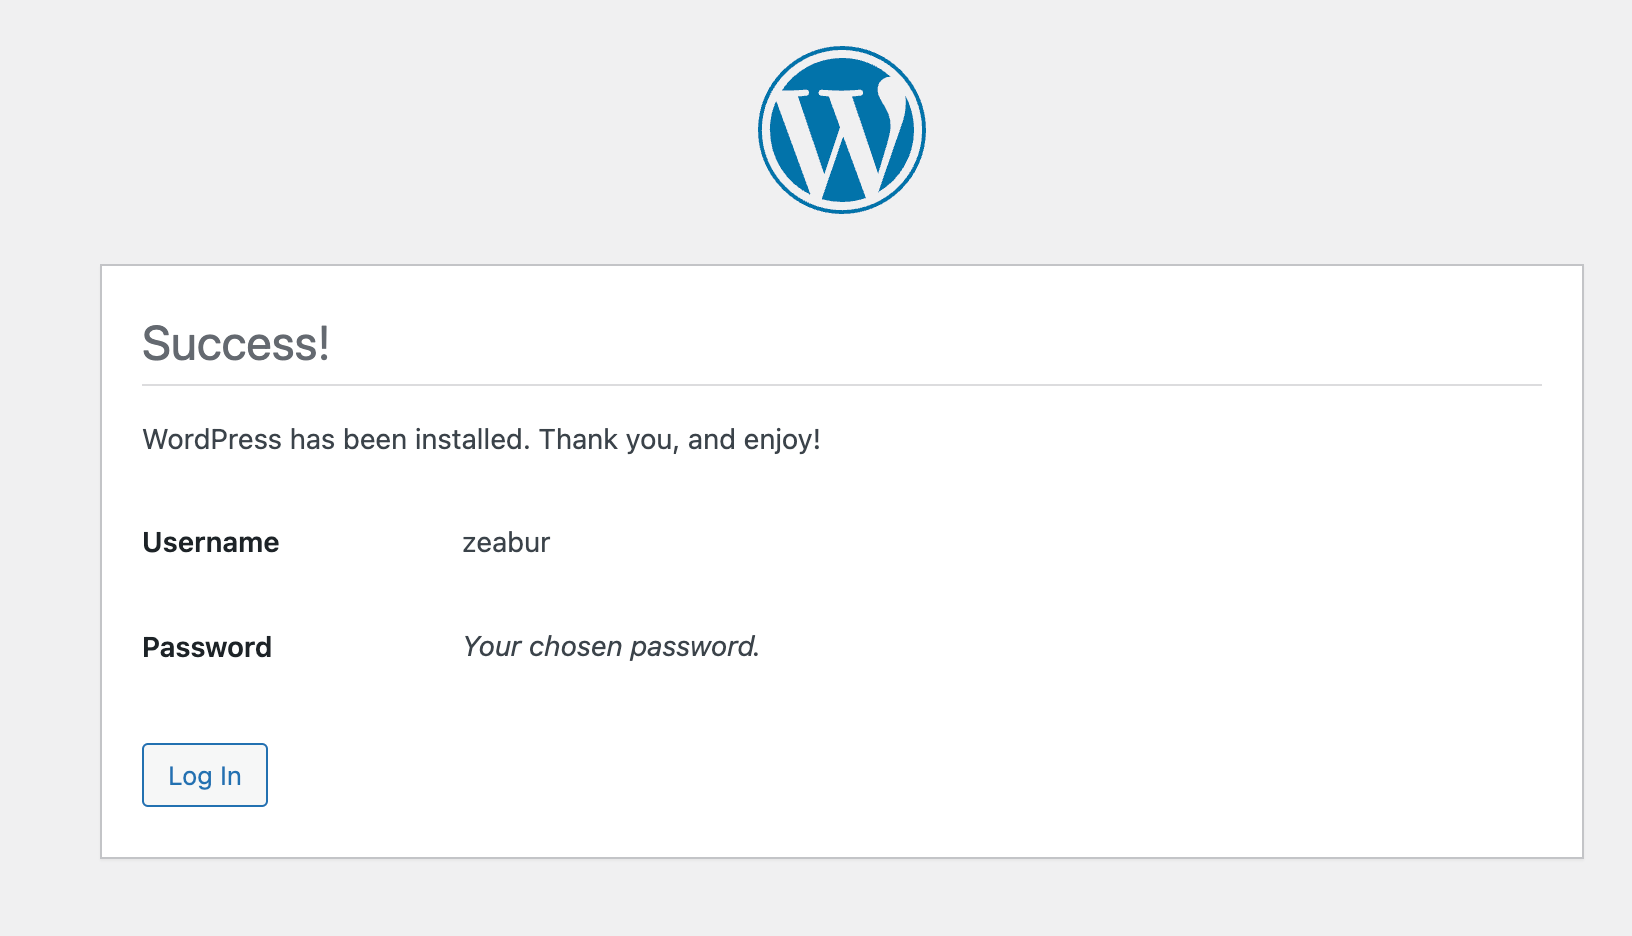 Success!
WordPress has been installed. Thank you, and enjoy!
Username zeabur
Password Your chosen password.
Log In